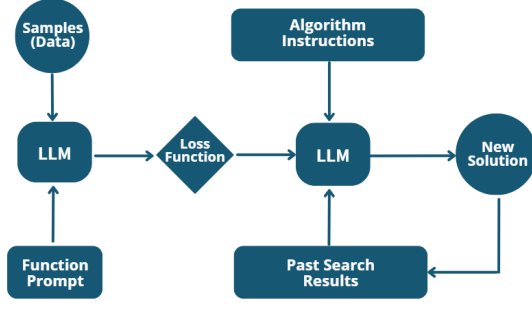 Samples
(Data)
Algorithm
Instructions
LLM
Loss
Function
LLM
New
Solution
Function
Prompt
Past Search
Results